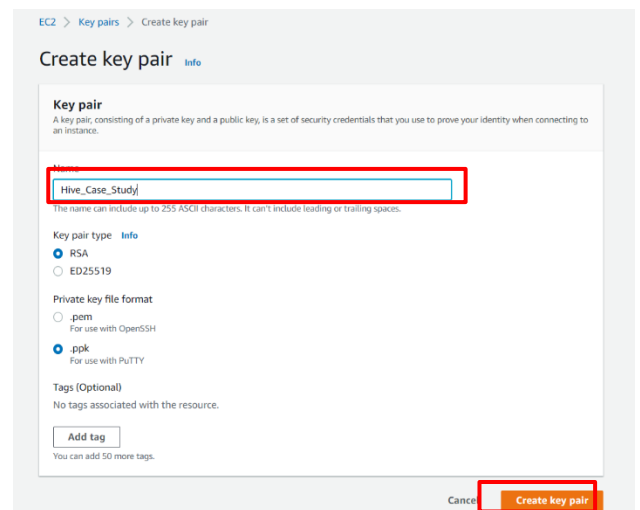 EC2 > Key pairs > Create key pair
Create key pair Info
Key pair
A key pair, consisting of a private key and a public key, is a set of security credentials that you use to prove your identity when connecting to
an instance.
Name
Hive_Case_Study
The name can include up to 255 ASCII characters. It can't include leading or trailing spaces.
Key pair type Info
RSA
ED25519
Private key file format
.pem
For use with OpenSSH
.ppk
For use with PuTTY
Tags (Optional)
No tags associated with the resource.
Add tag
You can add 50 more tags.
Cancel Create key pair